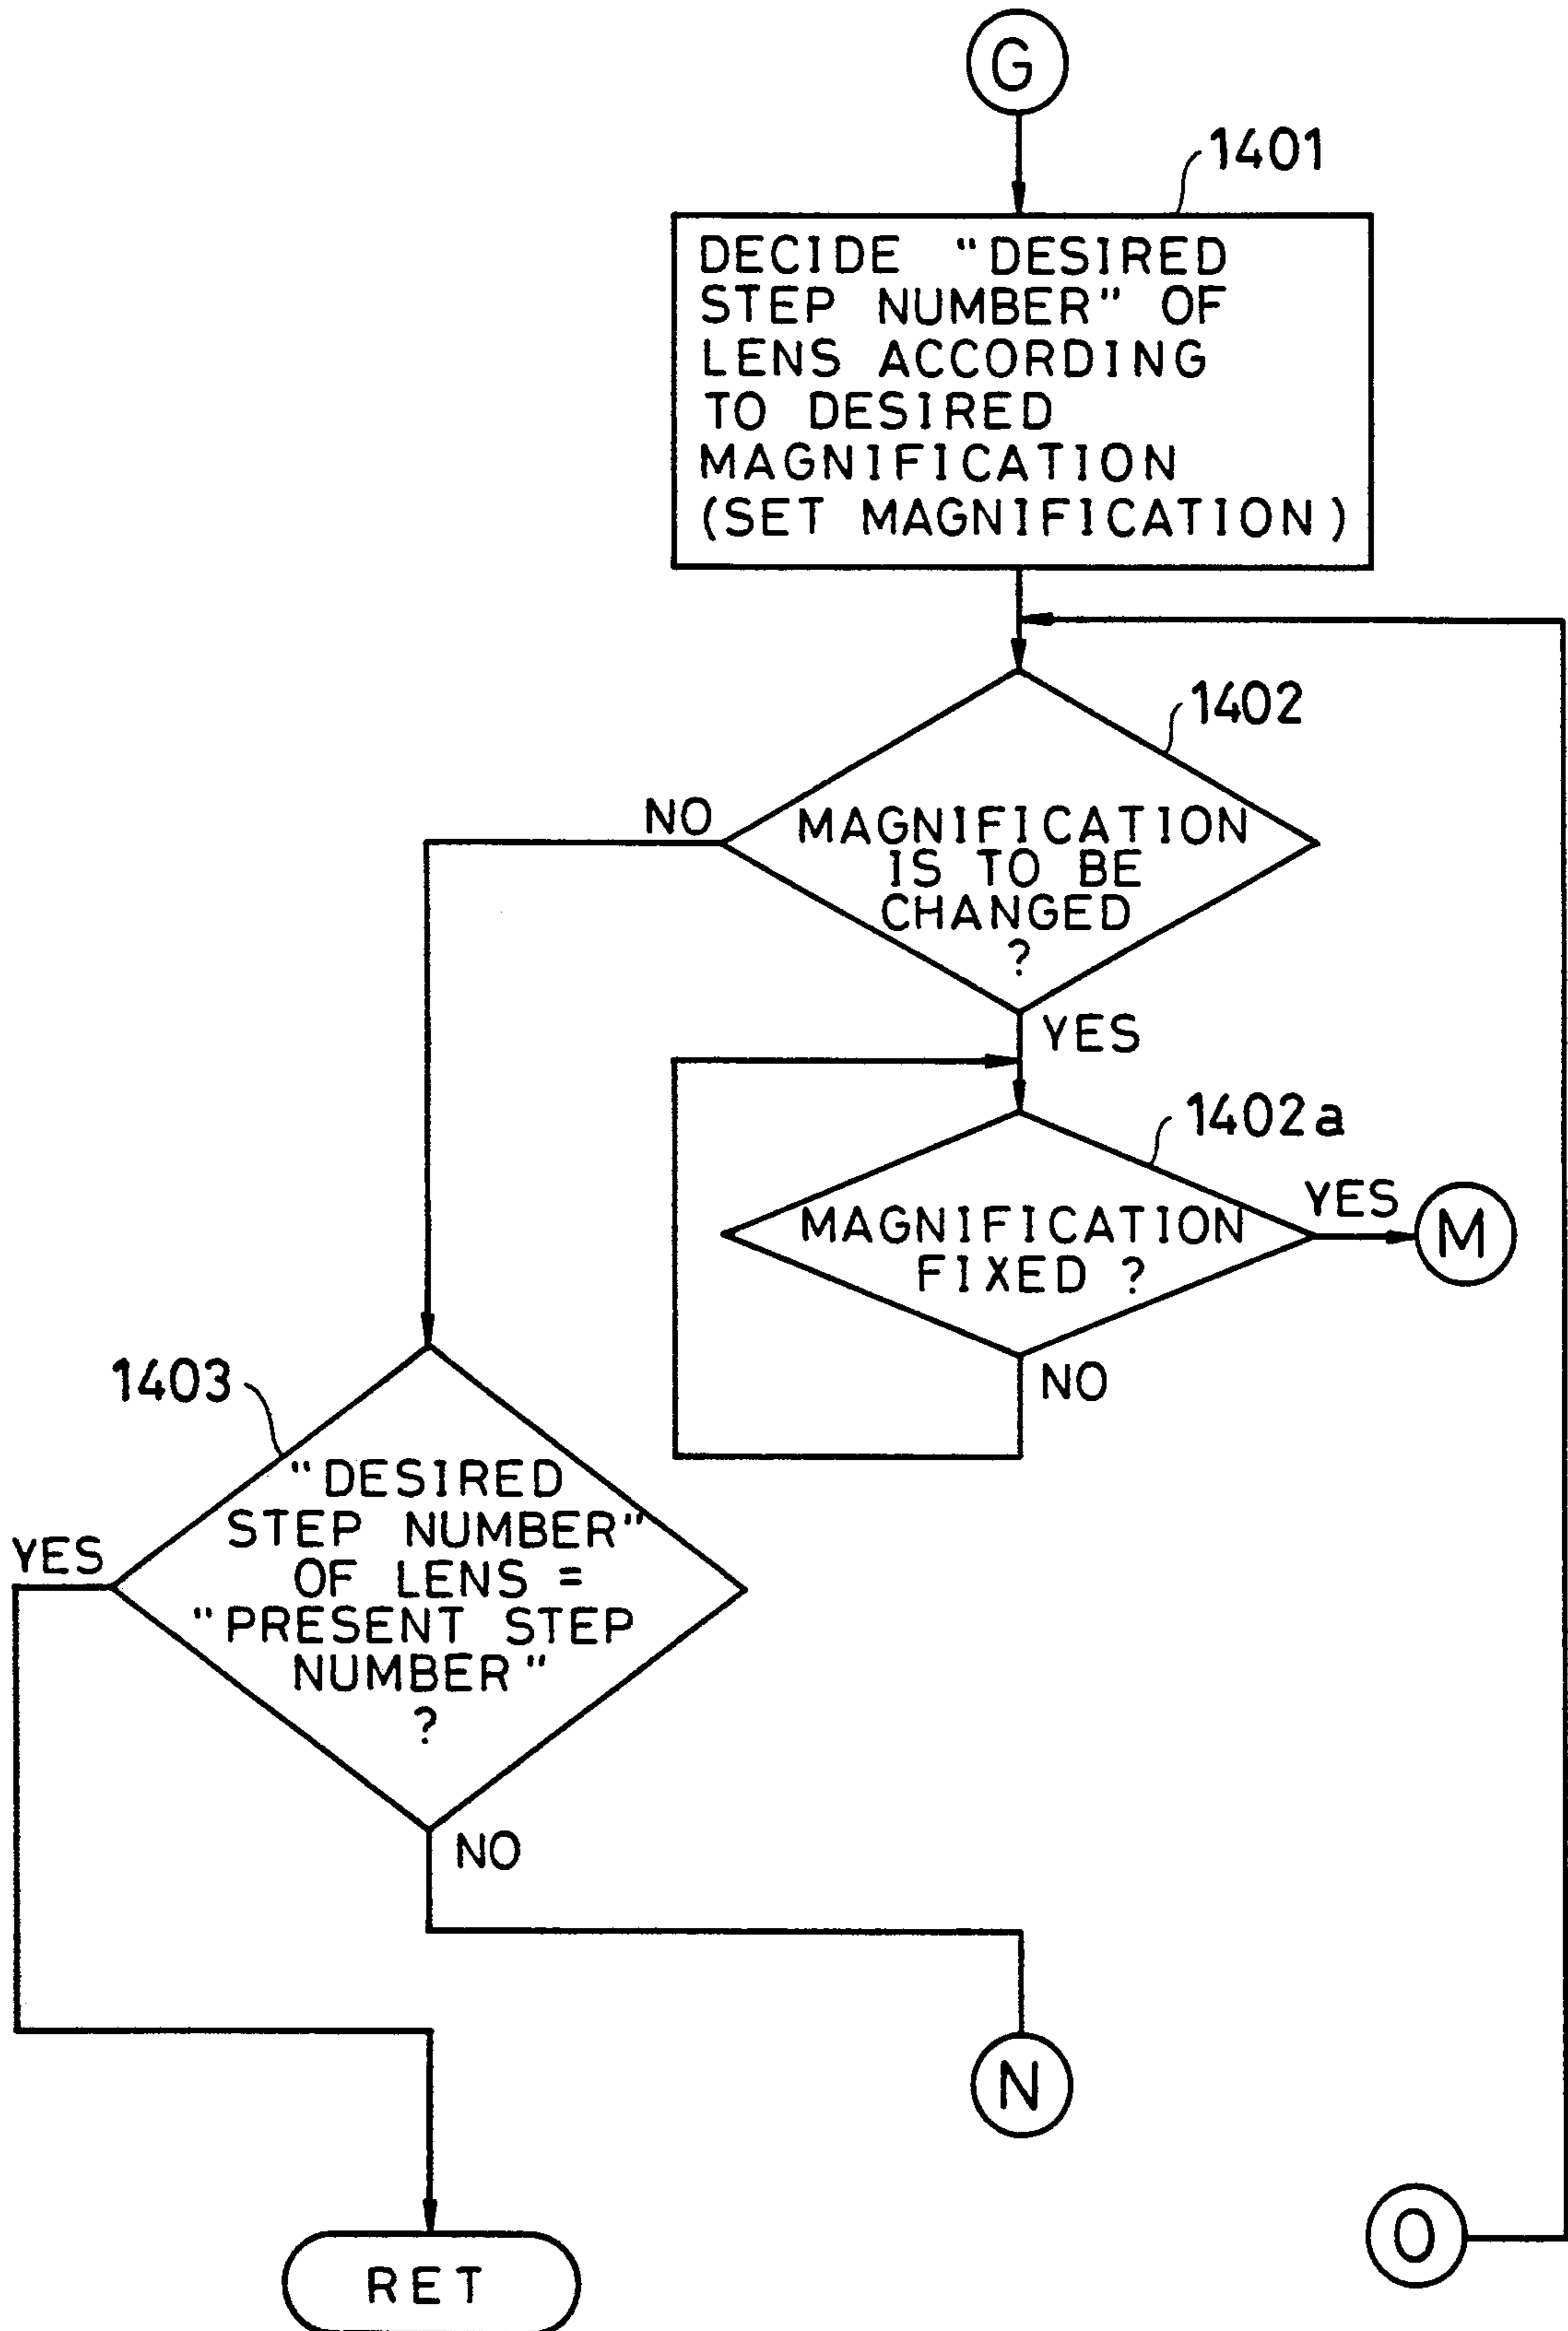 G
1401
DECIDE "DESIRED
STEP NUMBER" OF
LENS ACCORDING
TO DESIRED
MAGNIFICATION
(SET MAGNIFICATION)
1402
NO
MAGNIFICATION
IS TO BE
CHANGED
?
YES
1402a
YES
M
MAGNIFICATION
FIXED ?
NO
1403
"DESIRED
STEP NUMBER"
OF LENS =
"PRESENT STEP
NUMBER"
?
YES
NO
N
O
RET